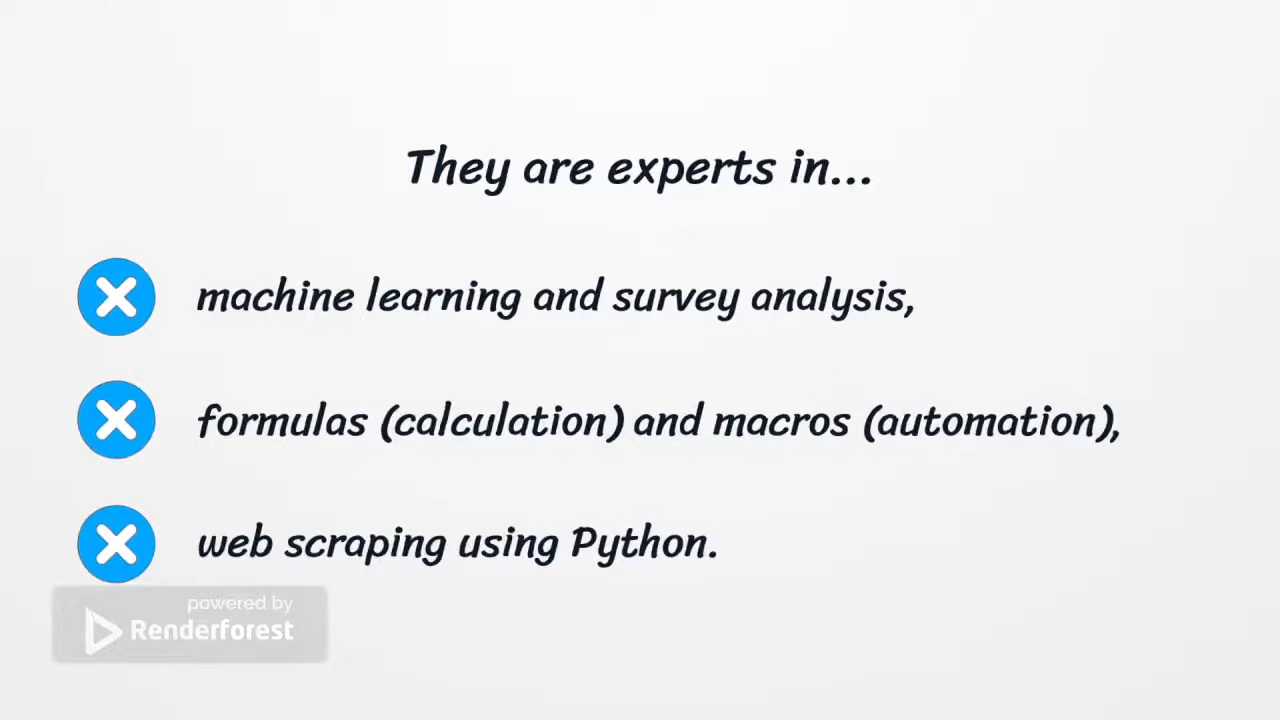 They are experts in...
machine learning and survey analysis,
formulas (calculation) and macros (automation),
web scraping using Python.
powered by
Renderforest